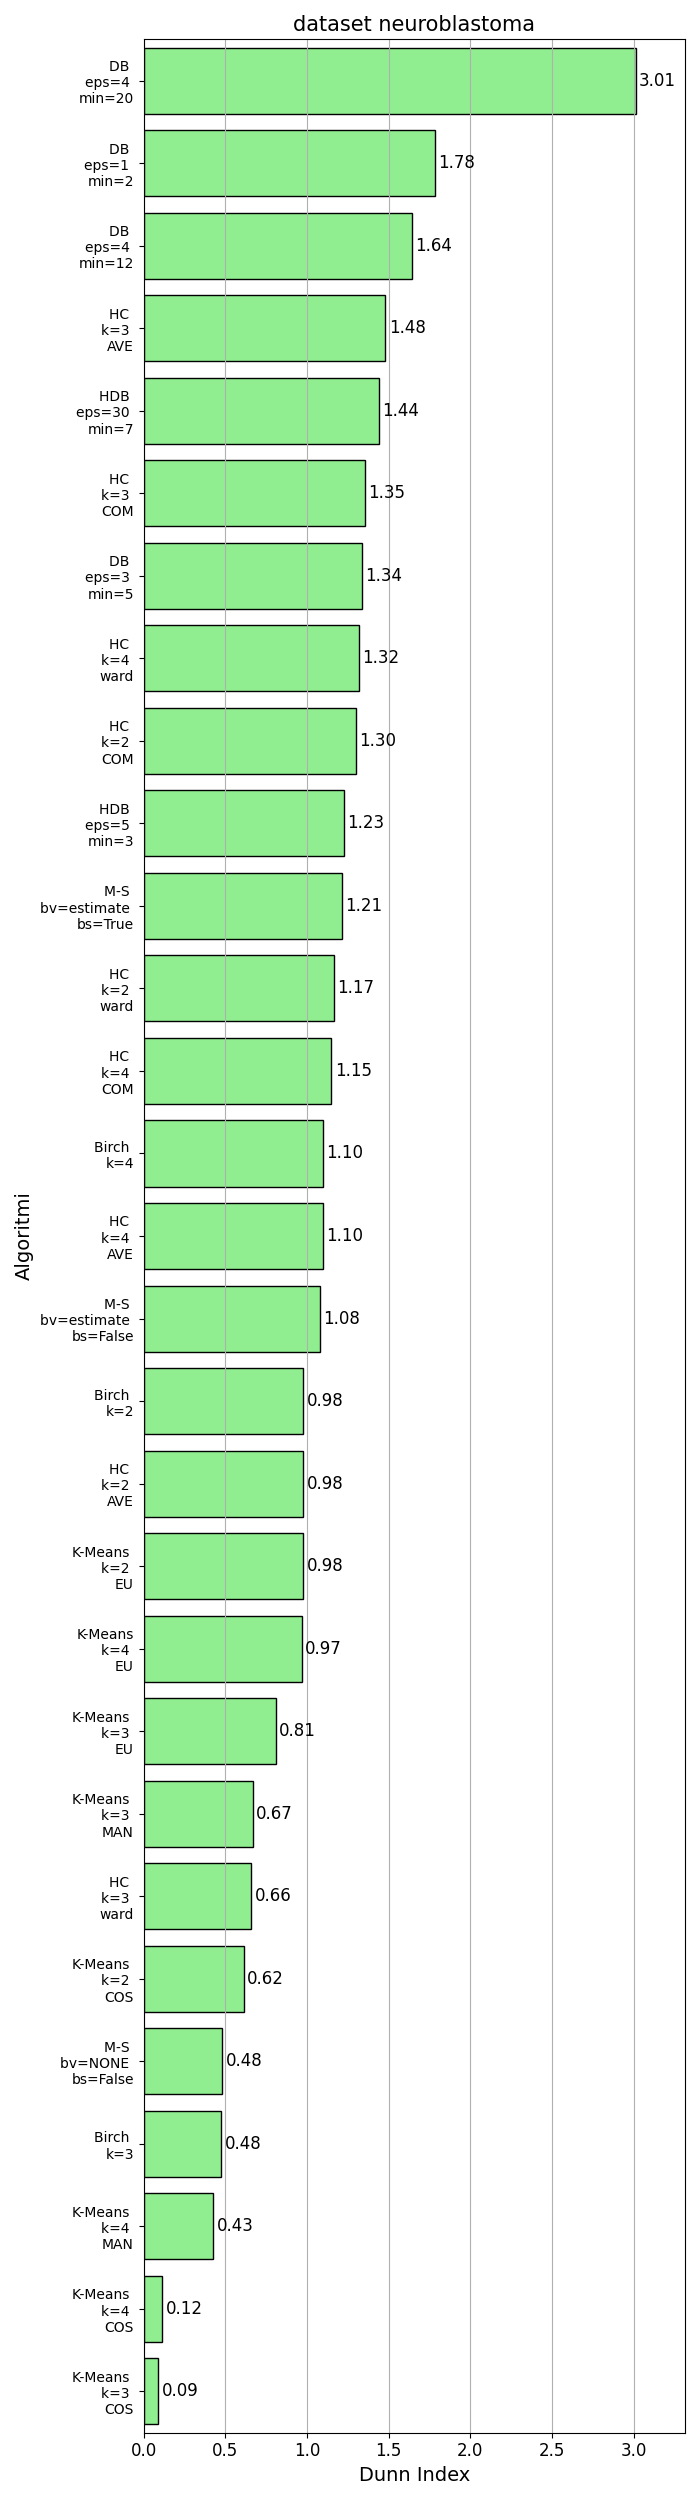 dataset neuroblastoma
DB
eps=4
min=20
3.01
DB
eps=1
min=2
1.78
DB
eps=4
min=12
1.64
HC
k=3
AVE
1.48
HDB
eps=30
min=7
1.44
HC
k=3
COM
1.35
DB
eps=3
min=5
1.34
HC
k=4
ward
1.32
HC
k=2
COM
1.30
HDB
eps=5
min=3
1.23
M-S
bv=estimate
bs=True
1.21
HC
k=2
ward
1.17
HC
k=4
COM
1.15
Birch
k=4
1.10
HC
k=4
AVE
1.10
M-S
bv=estimate
bs=False
1.08
Birch
k=2
0.98
HC
k=2
AVE
0.98
K-Means
k=2
EU
0.98
K-Means
k=4
EU
0.97
K-Means
k=3
EU
0.81
K-Means
k=3
MAN
0.67
HC
k=3
ward
0.66
K-Means
k=2
COS
0.62
M-S
bv=NONE
bs=False
0.48
Birch
k=3
0.48
K-Means
k=4
MAN
0.43
K-Means
k=4
COS
0.12
K-Means
k=3
COS
0.09
Algoritmi
0.0 0.5 1.0 1.5 2.0 2.5 3.0
Dunn Index